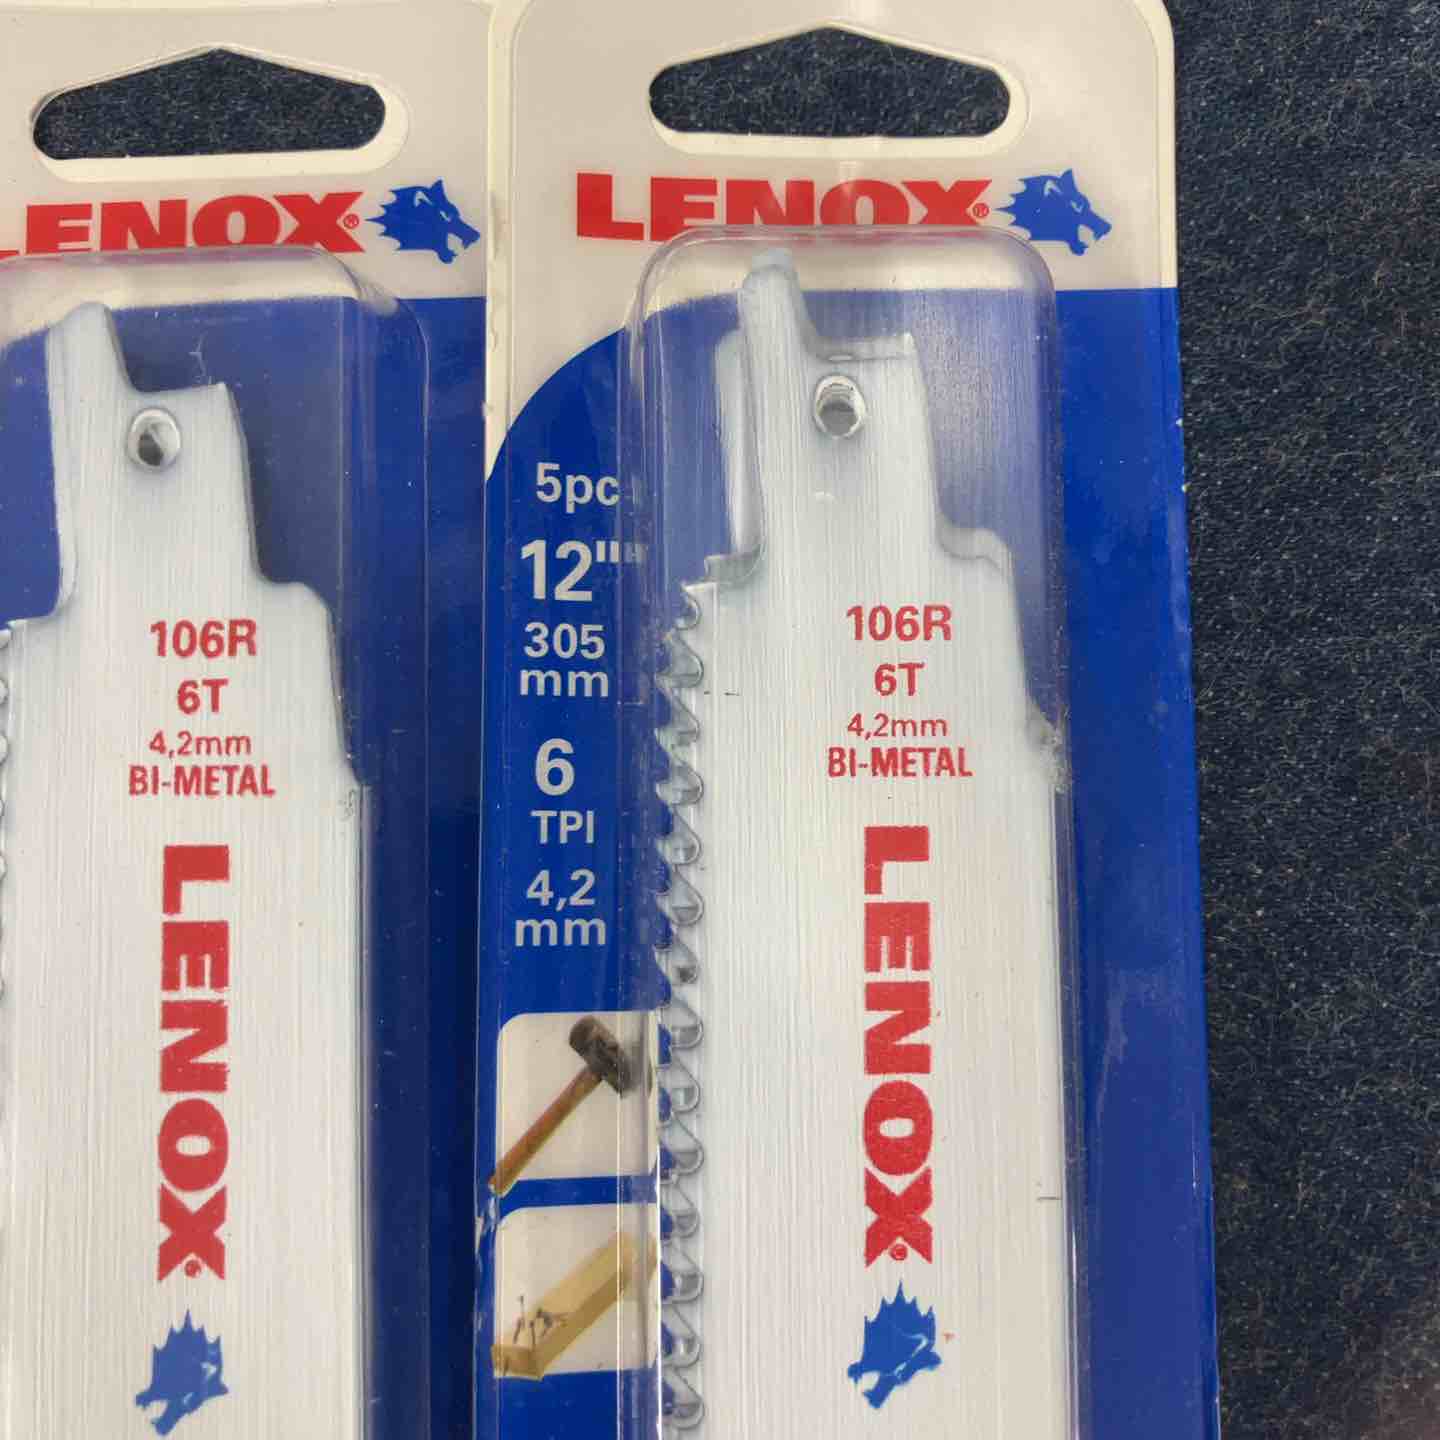 LENOX®
106R
6T
4,2mm
BI-METAL
LENOX
LENOX®
5pc
12"
305
mm
6
TPI
4,2
mm
106R
6T
4,2mm
BI-METAL
LENOX